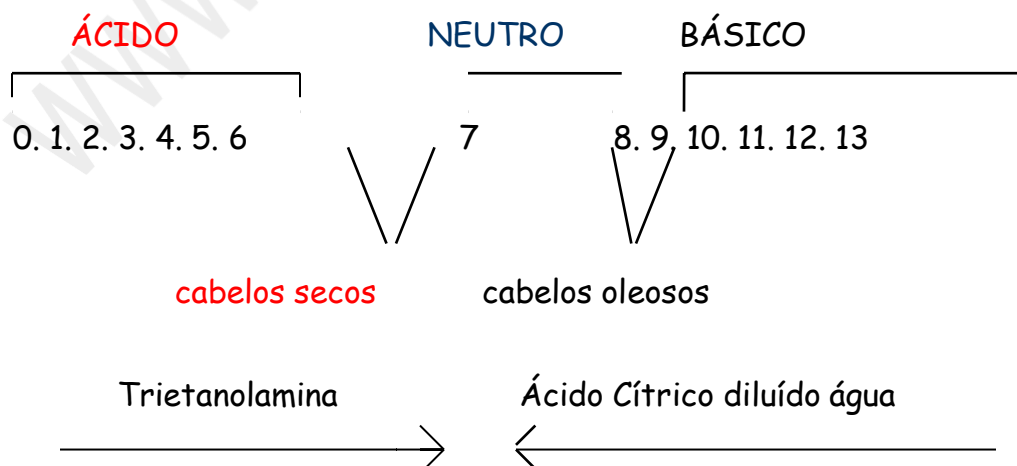 ÁCIDO NEUTRO BÁSICO
0. 1. 2. 3. 4. 5. 6 7 8. 9. 10. 11. 12. 13
cabelos secos cabelos oleosos
Trietanolamina Ácido Cítrico diluído água